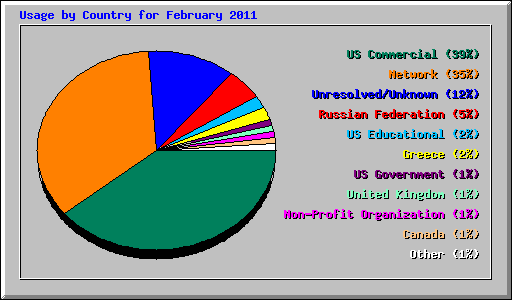 Usage by Country for February 2011
US Commercial (39%)
Network (35%)
Unresolved/Unknown (12%)
Russian Federation (5%)
US Educational (2%)
Greece (2%)
US Government (1%)
United Kingdom (1%)
Non-Profit Organization (1%)
Canada (1%)
Other (1%)